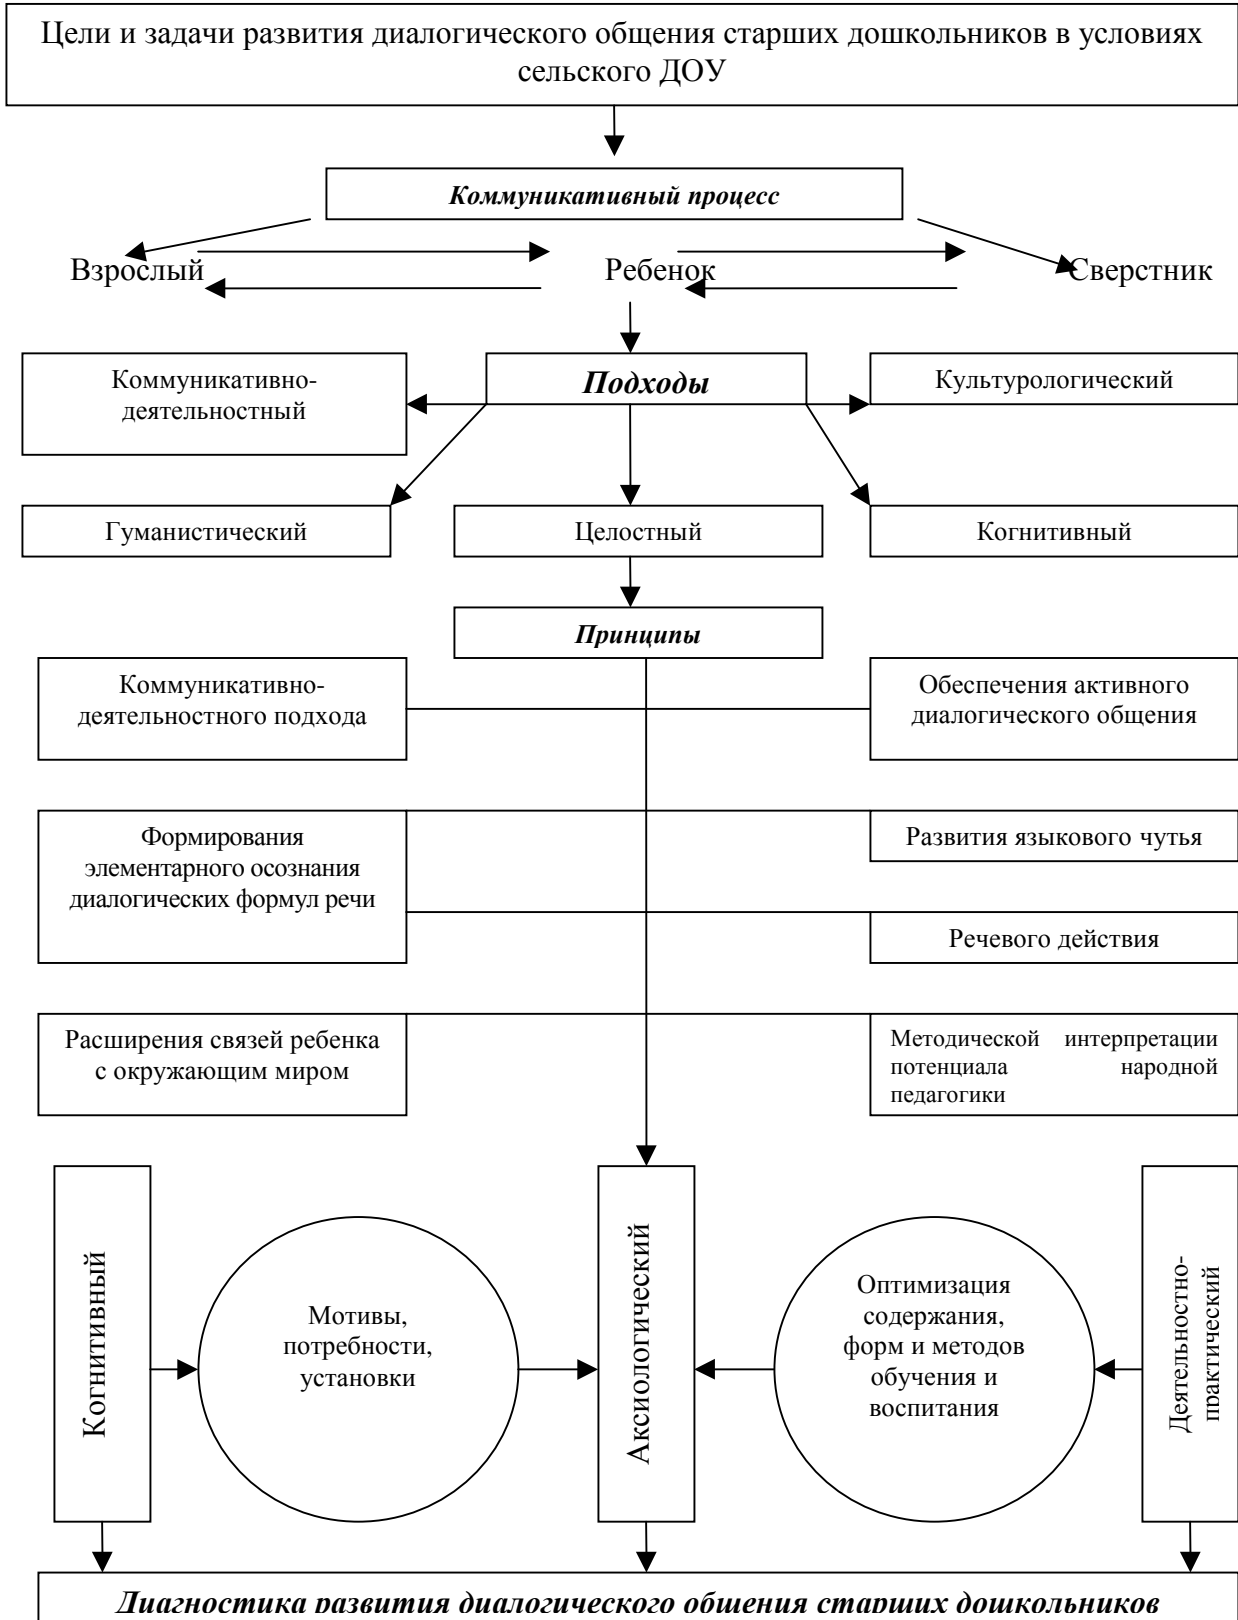 Цели и задачи развития диалогического общения старших дошкольников в условиях
сельского ДОУ
Коммуникативный процесс
Взрослый
Ребенок
Сверстник
Коммуникативно-
деятельностный
Подходы
Культурологический
Гуманистический
Целостный
Когнитивный
Принципы
Коммуникативно-
деятельностного подхода
Обеспечения активного
диалогического общения
Формирования
элементарного осознания
диалогических формул речи
Развития языкового чутья
Речевого действия
Расширения связей ребенка
с окружающим миром
Методической интерпретации
потенциала народной
педагогики
Когнитивный
Мотивы,
потребности,
установки
Аксиологический
Оптимизация
содержания,
форм и методов
обучения и
воспитания
Деятельностно-
практический
Диагностика развития диалогического общения старших дошкольников